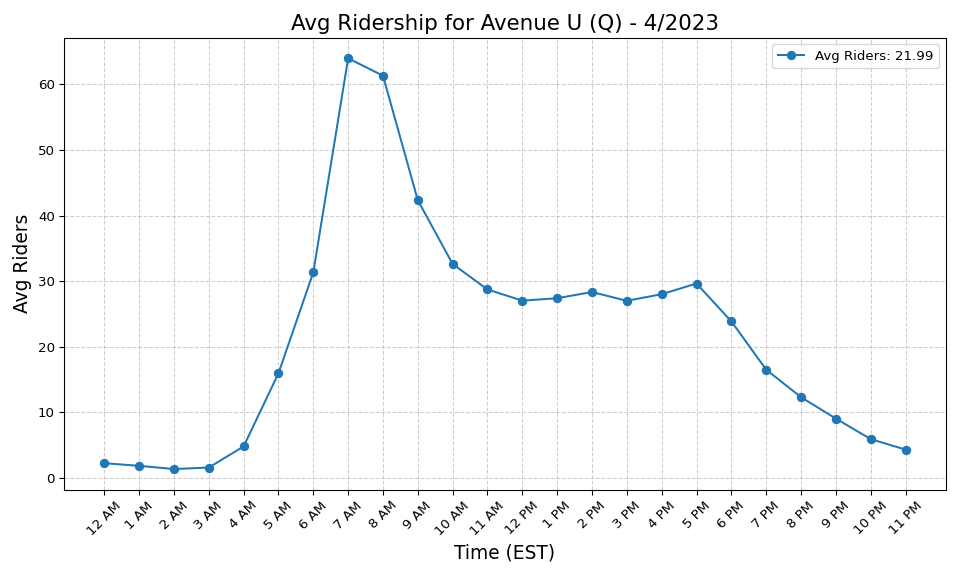 Avg Ridership for Avenue U (Q) - 4/2023
Avg Riders: 21.99
Avg Riders
60
50
40
30
20
10
0
12 AM
1 AM
2 AM
3 AM
4 AM
5 AM
6 AM
7 AM
8 AM
9 AM
10 AM
11 AM
12 PM
1 PM
2 PM
3 PM
4 PM
5 PM
6 PM
7 PM
8 PM
9 PM
10 PM
11 PM
Time (EST)